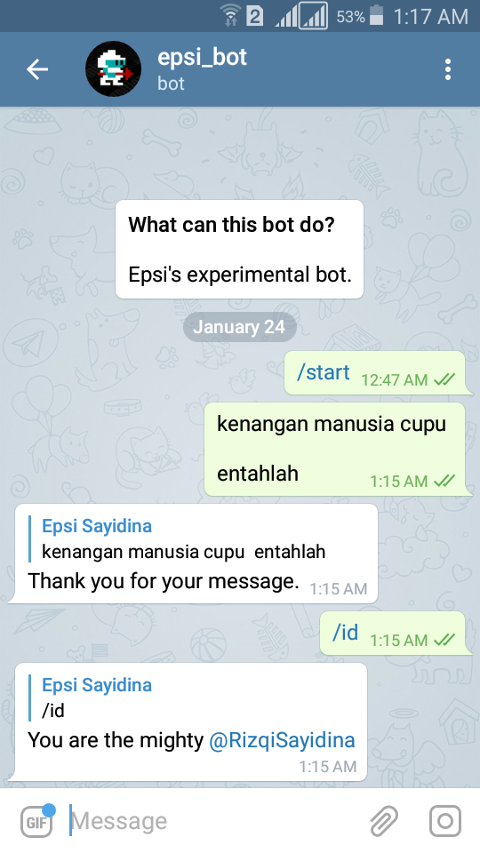 2 53% 1:17 AM
epsi_bot
bot
What can this bot do?
Epsi's experimental bot.
January 24
/start 12:47 AM
kenangan manusia cupu
entahlah 1:15 AM
Epsi Sayidina
kenangan manusia cupu  entahlah
Thank you for your message. 1:15 AM
/id 1:15 AM
Epsi Sayidina
/id
You are the mighty @RizqiSayidina
1:15 AM
GIF Message